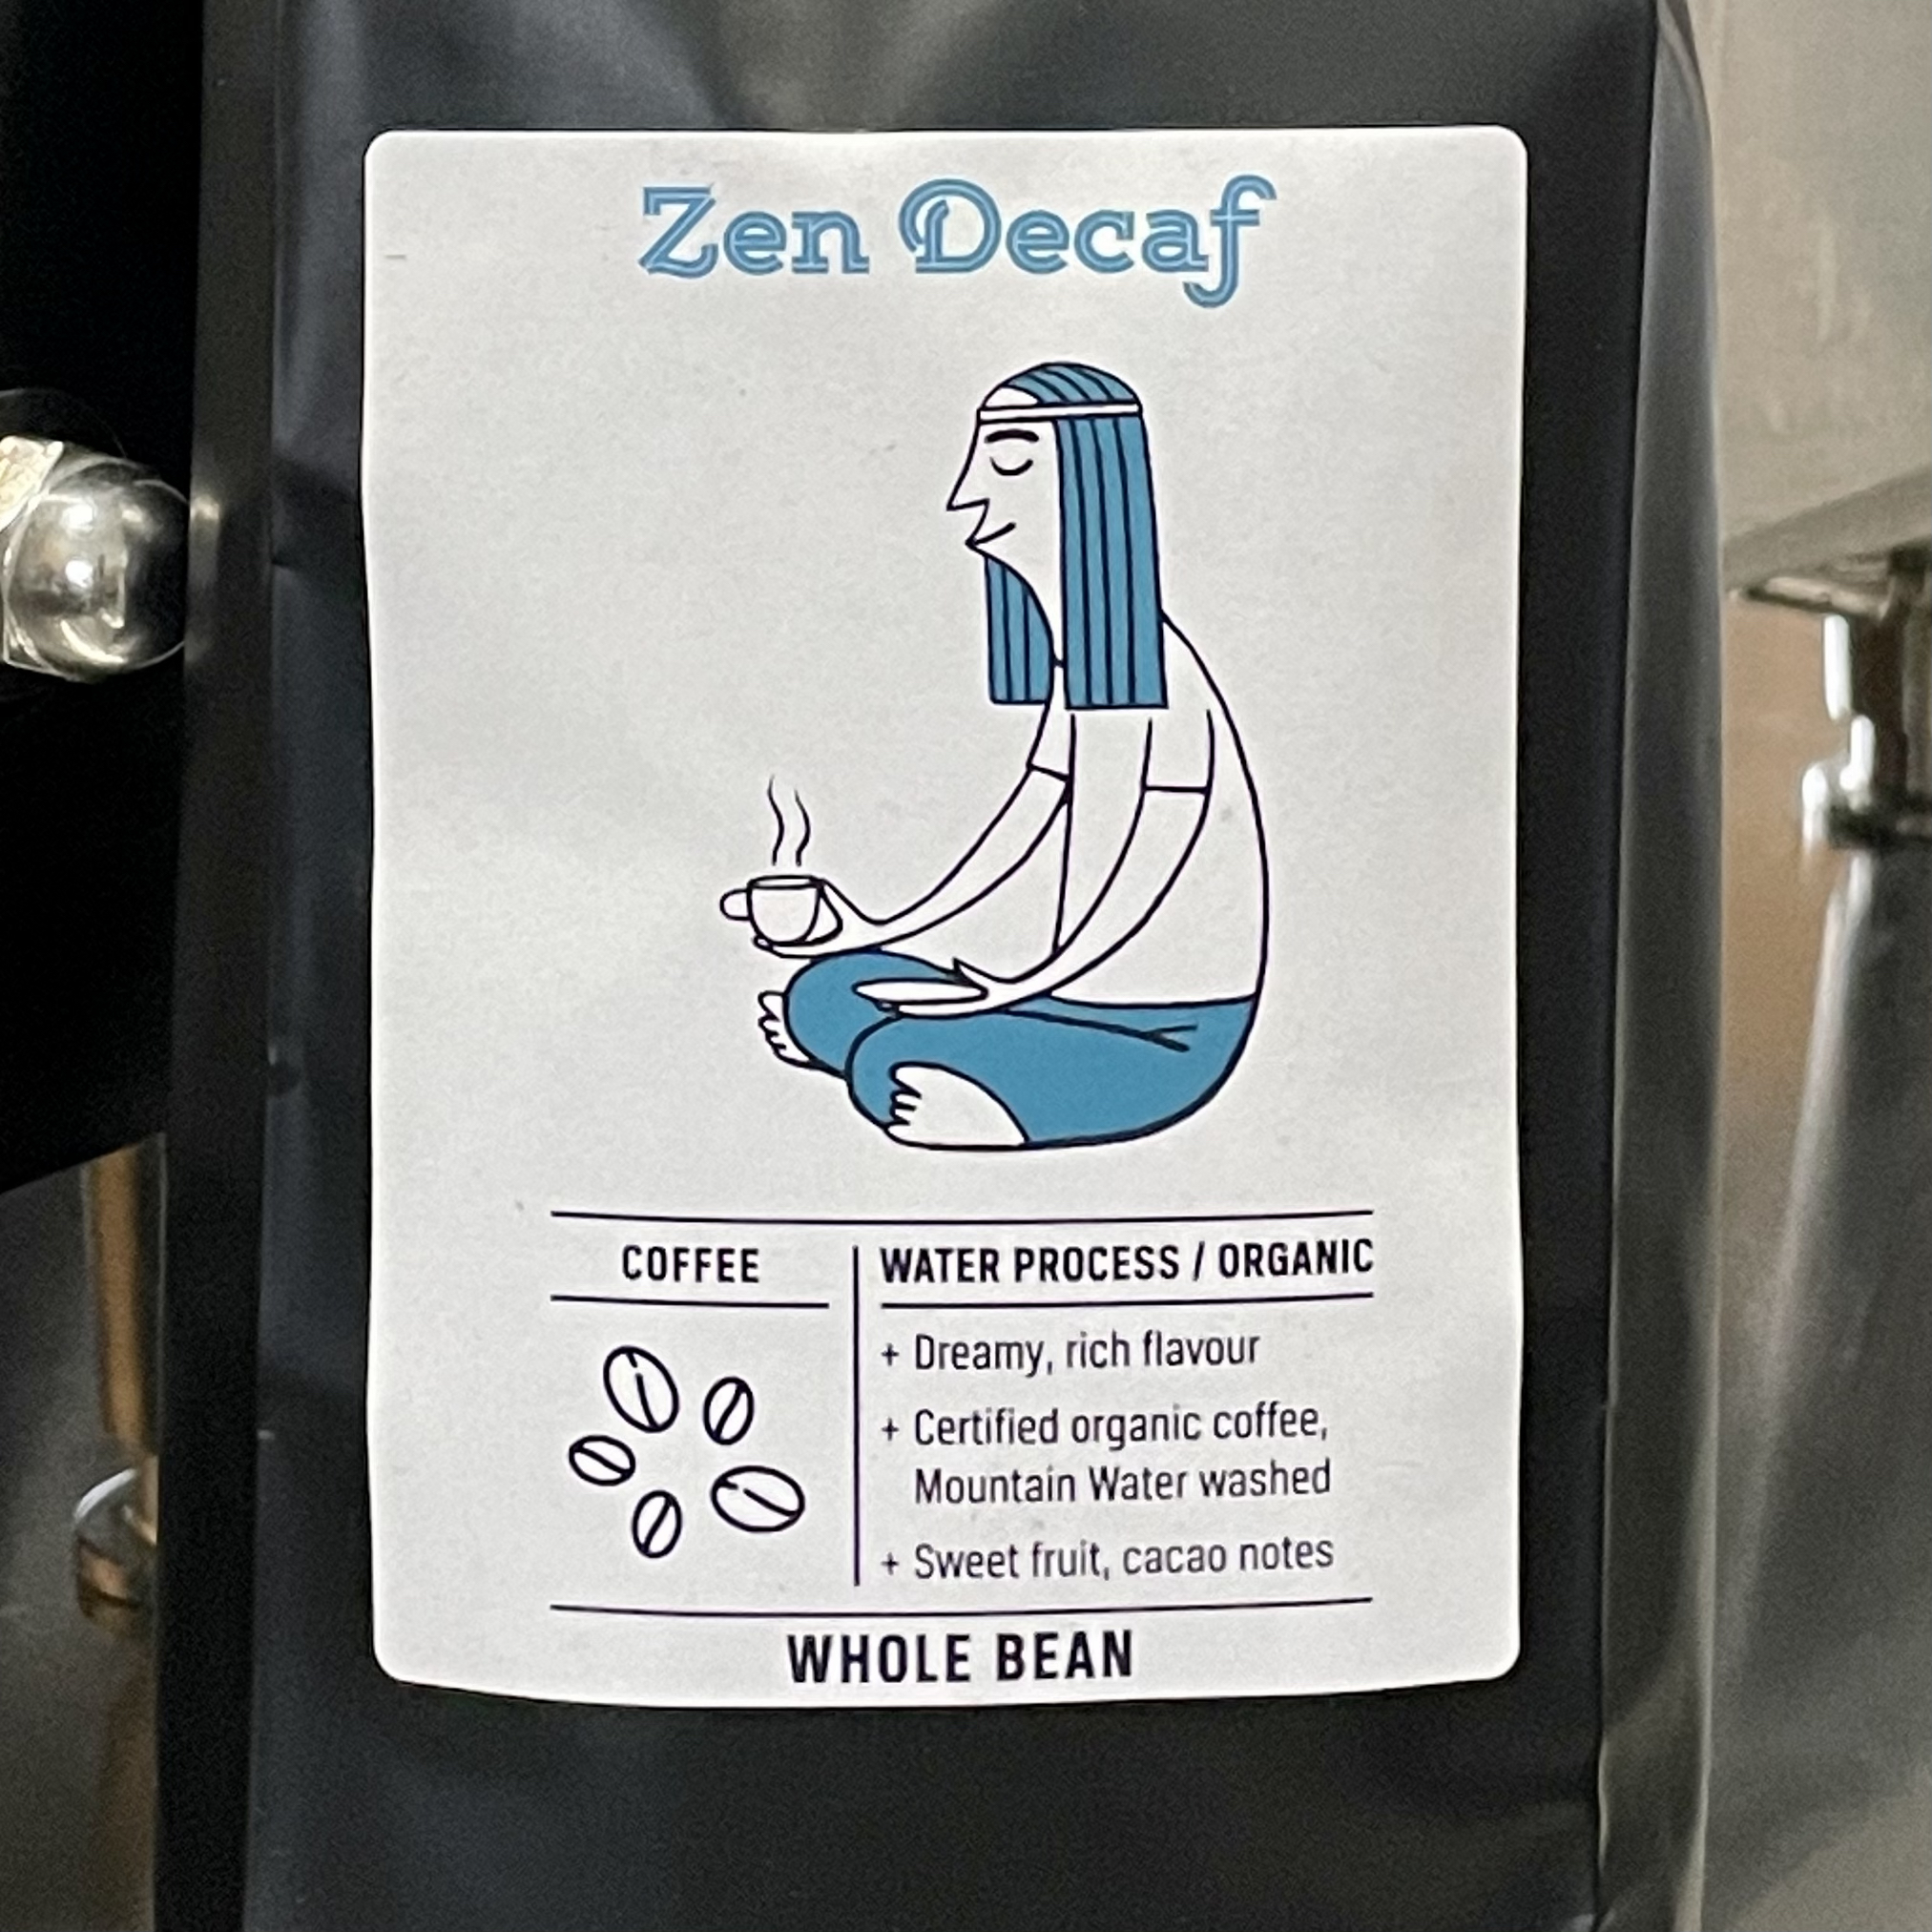 Zen Decaf
COFFEE
WATER PROCESS / ORGANIC
+ Dreamy, rich flavour
+ Certified organic coffee,
Mountain Water washed
+ Sweet fruit, cacao notes
WHOLE BEAN